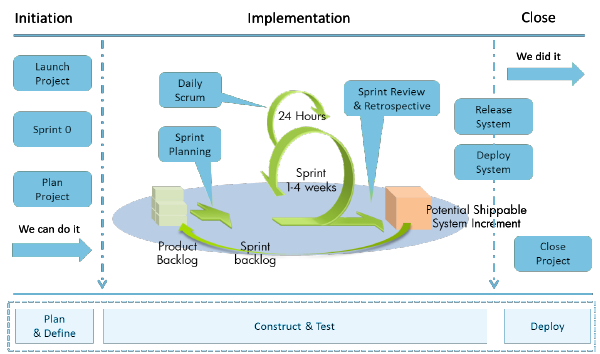 Initiation
Implementation
Close
Launch
Project
Sprint 0
Plan
Project
We can do it
Daily
Scrum
Sprint
Planning
24 Hours
Sprint
1-4 weeks
Sprint Review
& Retrospective
Product
Backlog
Sprint
backlog
Potential Shippable
System Increment
We did it
Release
System
Deploy
System
Close
Project
Plan
& Define
Construct & Test
Deploy